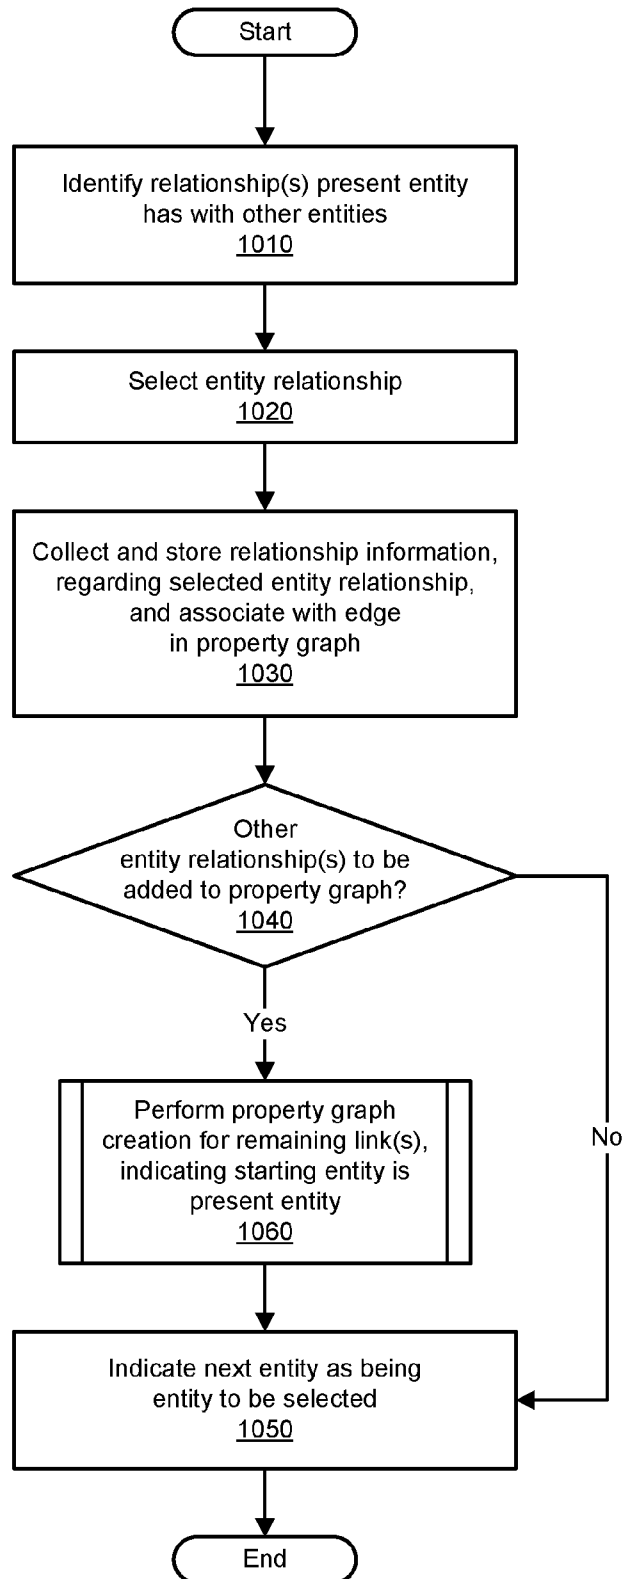 Start
Identify relationship(s) present entity
has with other entities
1010
Select entity relationship
1020
Collect and store relationship information,
regarding selected entity relationship,
and associate with edge
in property graph
1030
Other
entity relationship(s) to be
added to property graph?
1040
Yes
Perform property graph
creation for remaining link(s),
indicating starting entity is
present entity
1060
No
Indicate next entity as being
entity to be selected
1050
End